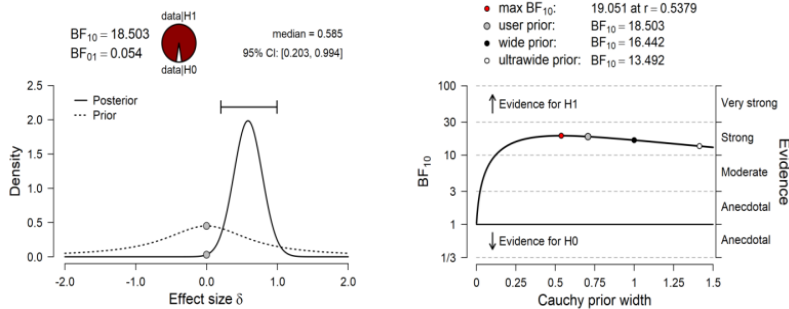 data|H1
BF₁₀ = 18.503
BF₀₁ = 0.054
data|H0
median = 0.585
95% CI: [0.203, 0.994]
Posterior
Prior
Density
2.5
2.0
1.5
1.0
0.5
0.0
-2.0 -1.0 0.0 1.0 2.0
Effect size δ
max BF₁₀: 19.051 at r = 0.5379
user prior: BF₁₀ = 18.503
wide prior: BF₁₀ = 16.442
ultrawide prior: BF₁₀ = 13.492
BF₁₀
100
30
10
3
1
1/3
Evidence for H1
Evidence for H0
Very strong
Strong
Moderate
Anecdotal
Anecdotal
Evidence
0 0.25 0.5 0.75 1 1.25 1.5
Cauchy prior width